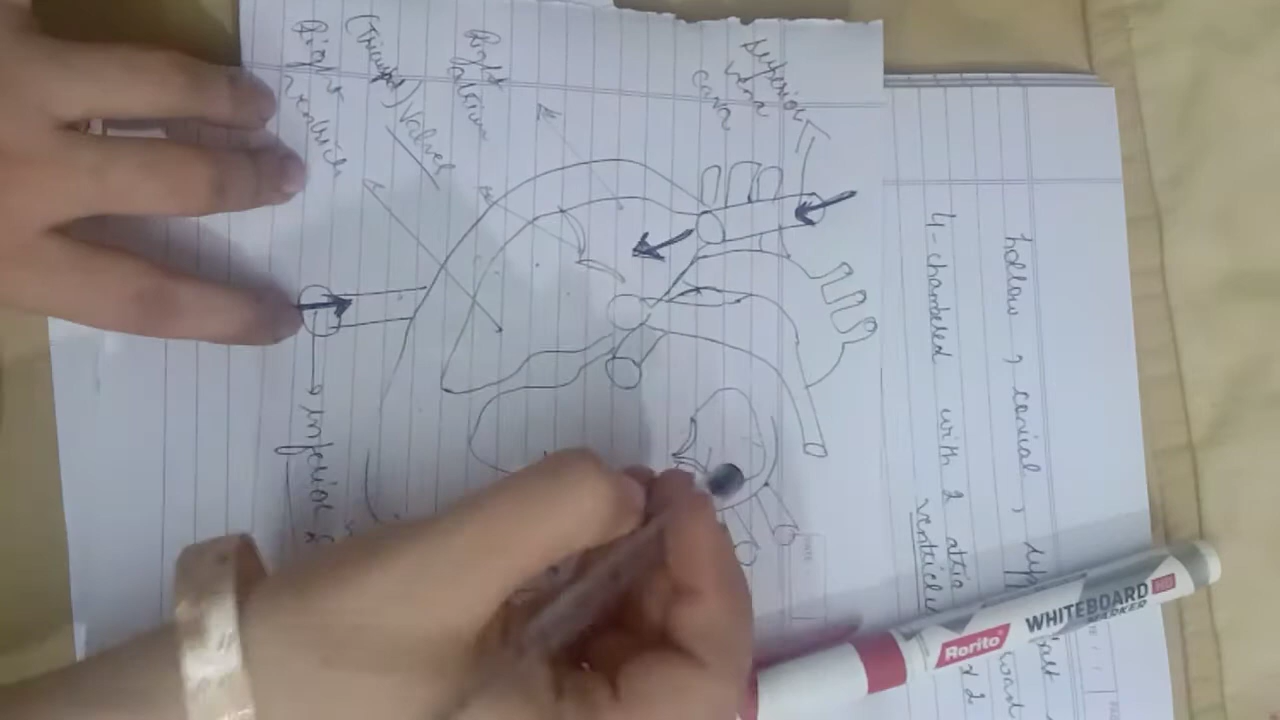 hollow, conical,
4-chambered with 2 atria
ventricle
Superior
vena
cava
Right
atrium
(Tricuspid) Valve
Right
ventricle
Inferior
Rorito
WHITEBOARD
MARKER